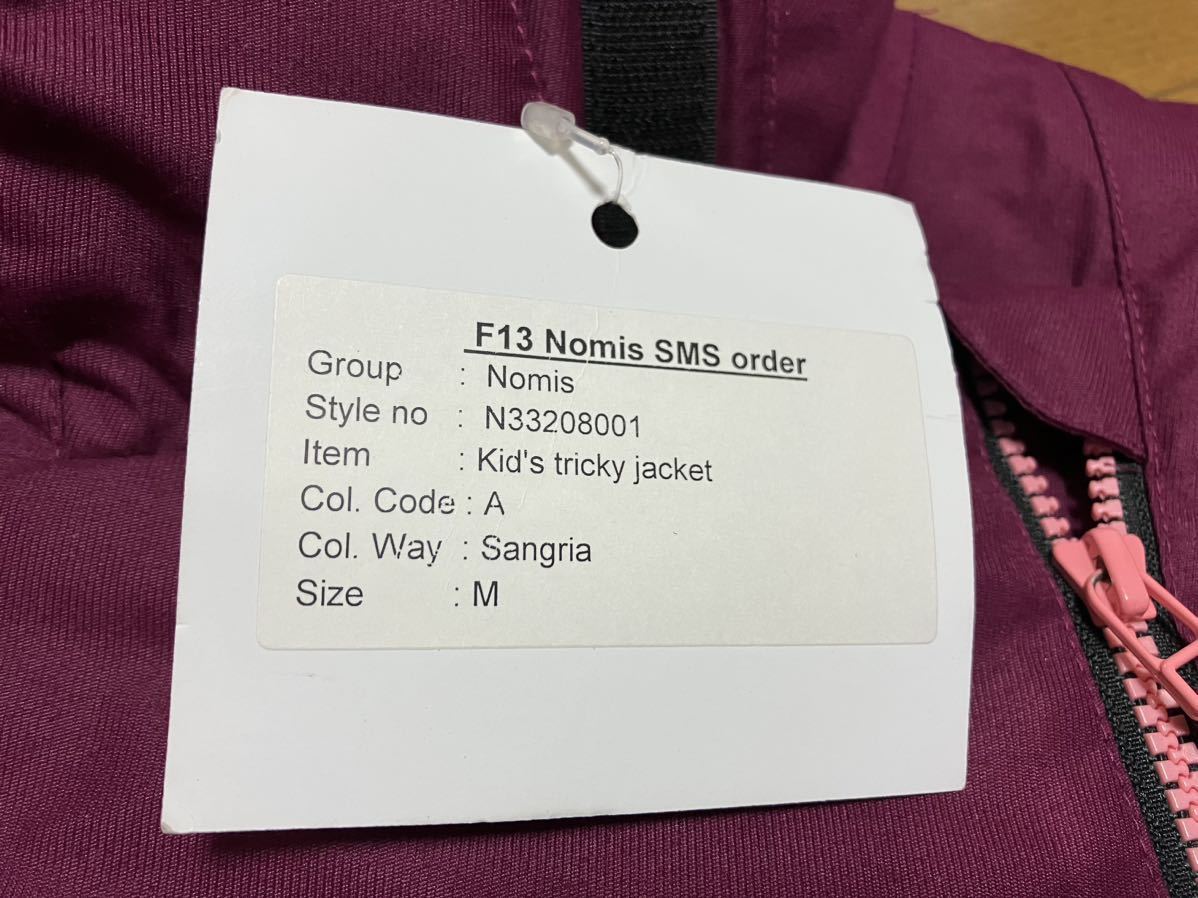 F13 Nomis SMS order
Group : Nomis
Style no : N33208001
Item : Kid's tricky jacket
Col. Code : A
Col. Way : Sangria
Size : M